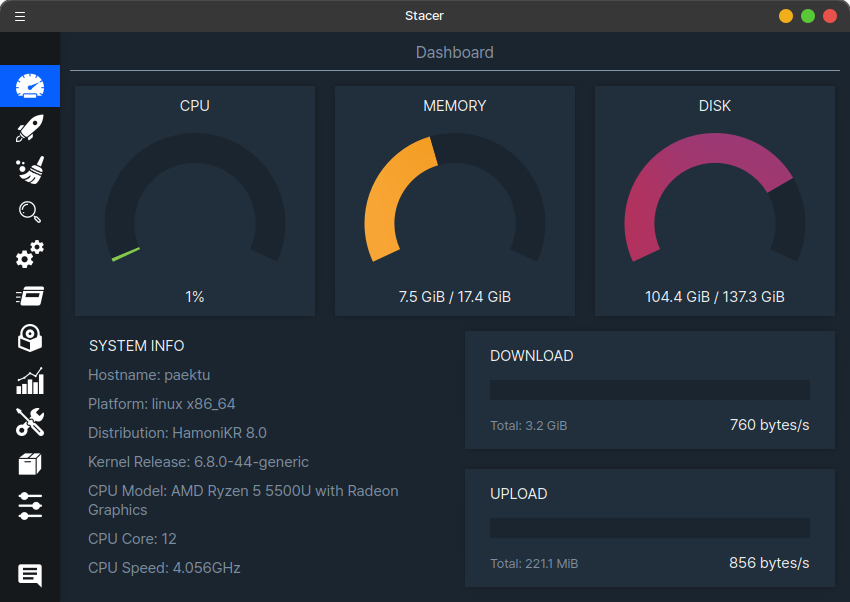 Stacer
Dashboard
CPU
MEMORY
DISK
1%
7.5 GiB / 17.4 GiB
104.4 GiB / 137.3 GiB
SYSTEM INFO
Hostname: paektu
Platform: linux x86_64
Distribution: HamoniKR 8.0
Kernel Release: 6.8.0-44-generic
CPU Model: AMD Ryzen 5 5500U with Radeon
Graphics
CPU Core: 12
CPU Speed: 4.056GHz
DOWNLOAD
Total: 3.2 GiB
760 bytes/s
UPLOAD
Total: 221.1 MiB
856 bytes/s